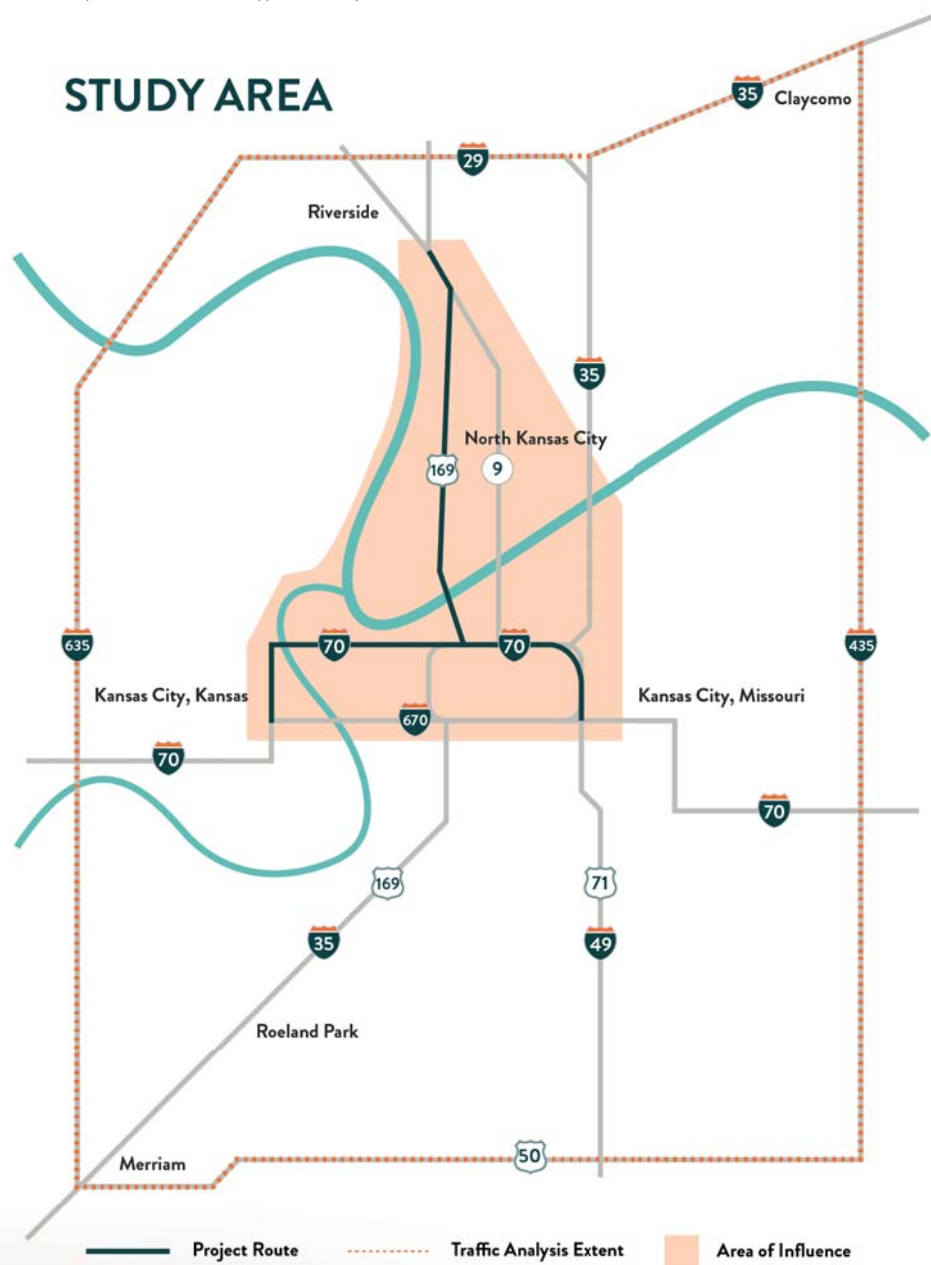 STUDY AREA
35
Claycomo
29
Riverside
35
North Kansas City
169
9
635
70
70
435
Kansas City, Kansas
Kansas City, Missouri
670
70
70
169
71
35
49
Roeland Park
50
Merriam
Project Route
Traffic Analysis Extent
Area of Influence